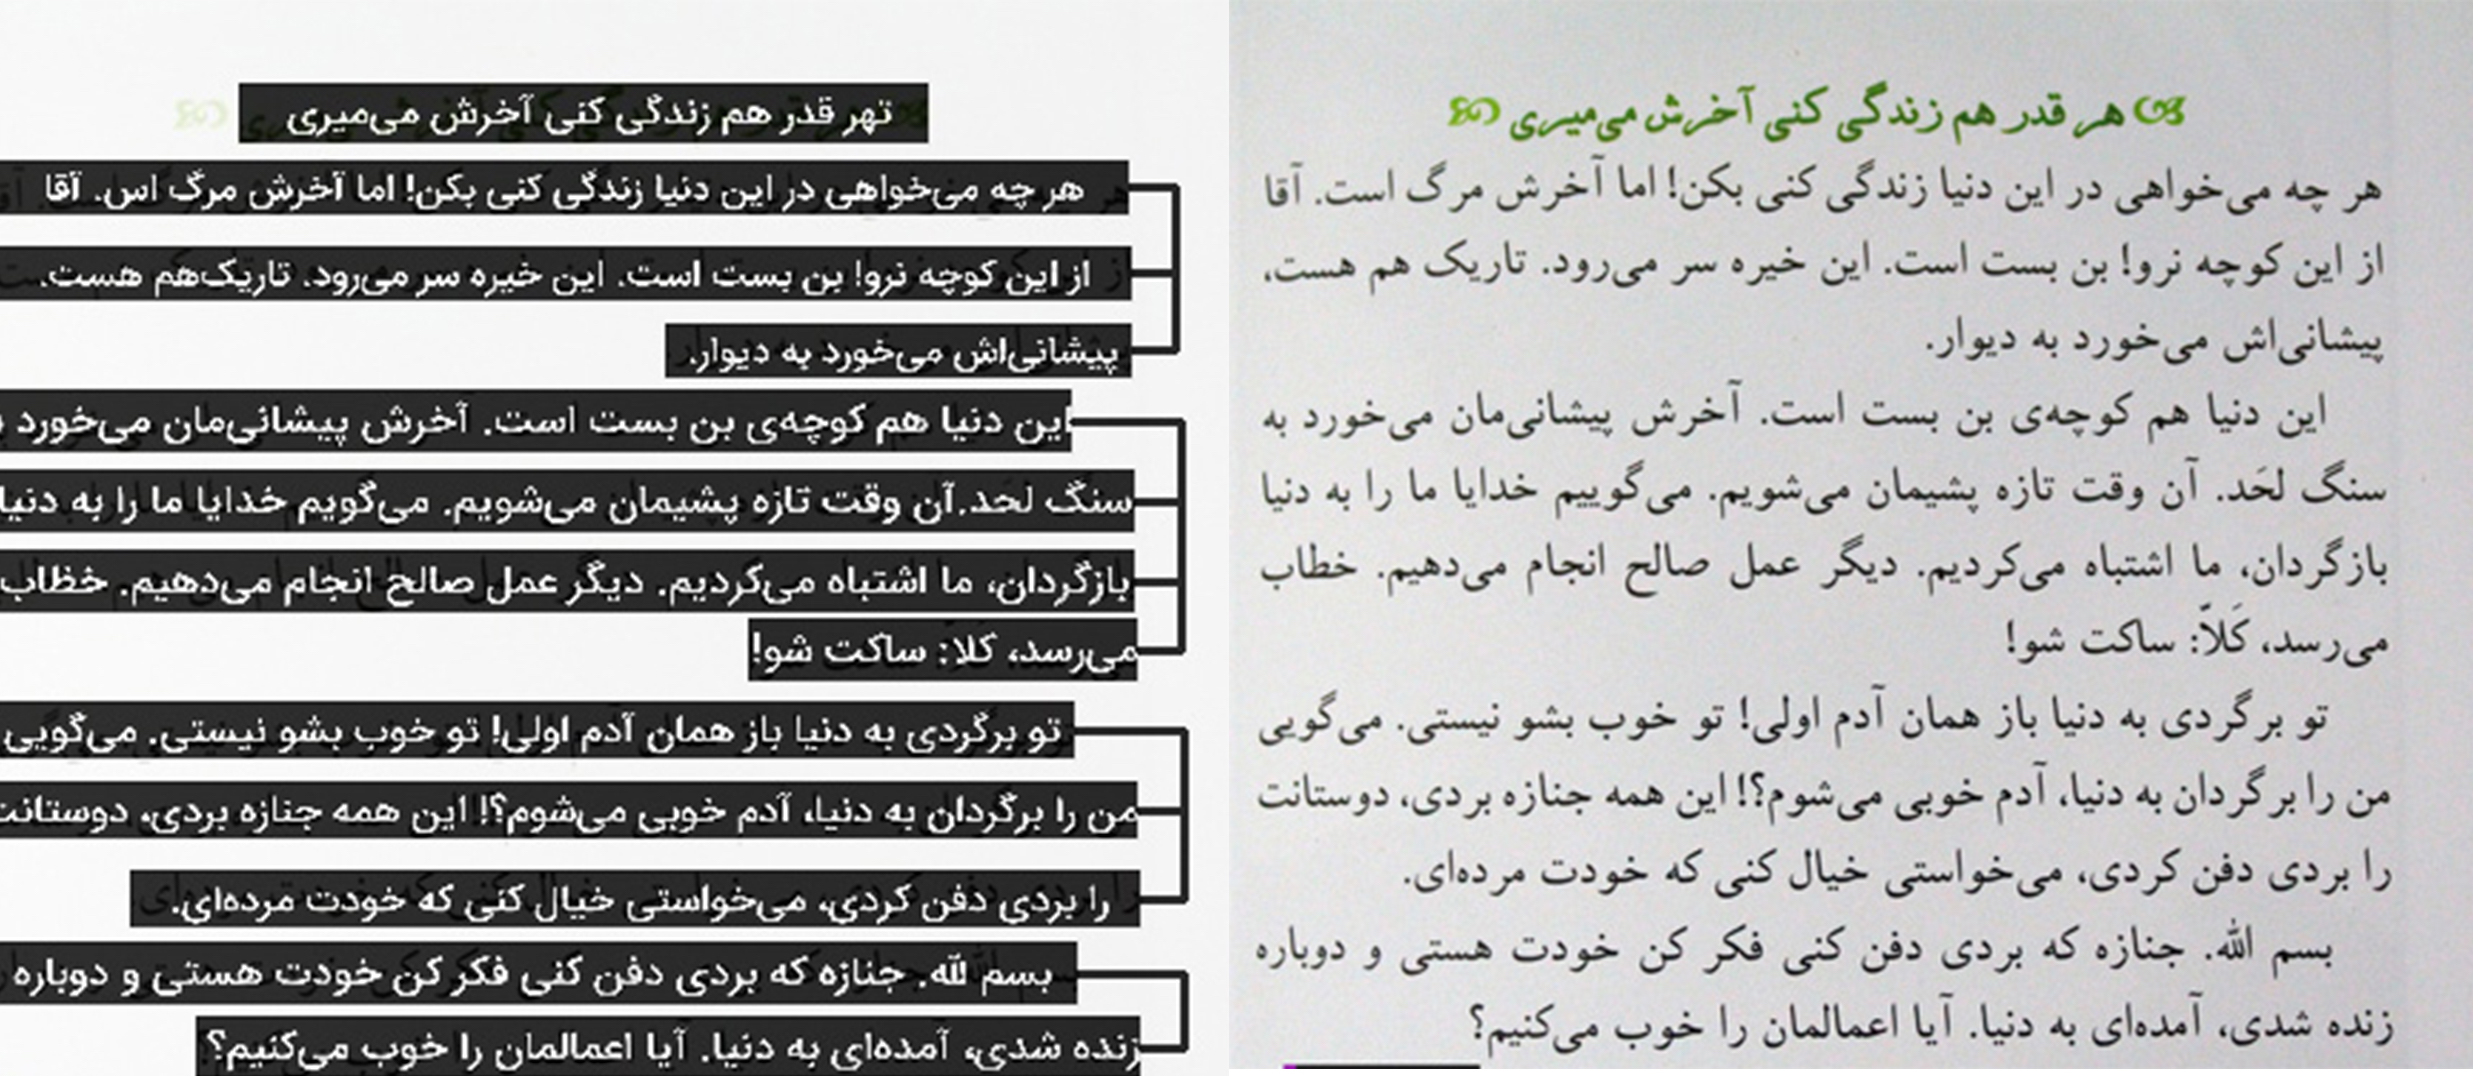 تهر قدر هم زندگی کنی آخرش می‌میری
هر چه می‌خواهی در این دنیا زندگی کنی بکن! اما آخرش مرگ اس. آقا
از این کوچه نرو! بن بست است. این خیره سر می‌رود. تاریک‌هم هست.
پیشانی‌اش می‌خورد به دیوار.
این دنیا هم کوچه‌ی بن بست است. آخرش پیشانی‌مان می‌خورد
سنگ لحد.آن وقت تازه پشیمان می‌شویم. می‌گویم خدایا ما را به دنیا
بازگردان، ما اشتباه می‌کردیم. دیگر عمل صالح انجام می‌دهیم. خظاب
می‌رسد، کلا: ساکت شو!
تو برگردی به دنیا باز همان آدم اولی! تو خوب بشو نیستی. می‌گویی
من را برگردان به دنیا، آدم خوبی می‌شوم؟! این همه جنازه بردی، دوستانت
را بردی دفن کردی، می‌خواستی خیال کنی که خودت مرده‌ای.
بسم لله. جنازه که بردی دفن کنی فکر کن خودت هستی و دوباره
زنده شدی، آمده‌ای به دنیا. آیا اعمالمان را خوب می‌کنیم؟
هر قدر هم زندگی کنی آخرش می‌میری
هر چه می‌خواهی در این دنیا زندگی کنی بکن! اما آخرش مرگ است. آقا
از این کوچه نرو! بن بست است. این خیره سر می‌رود. تاریک هم هست،
پیشانی‌اش می‌خورد به دیوار.
این دنیا هم کوچه‌ی بن بست است. آخرش پیشانی‌مان می‌خورد به
سنگ لحَد. آن وقت تازه پشیمان می‌شویم. می‌گوییم خدایا ما را به دنیا
بازگردان، ما اشتباه می‌کردیم. دیگر عمل صالح انجام می‌دهیم. خطاب
می‌رسد، کَلاّ: ساکت شو!
تو برگردی به دنیا باز همان آدم اولی! تو خوب بشو نیستی. می‌گویی
من را برگردان به دنیا، آدم خوبی می‌شوم؟! این همه جنازه بردی، دوستانت
را بردی دفن کردی، می‌خواستی خیال کنی که خودت مرده‌ای.
بسم الله. جنازه که بردی دفن کنی فکر کن خودت هستی و دوباره
زنده شدی، آمده‌ای به دنیا. آیا اعمالمان را خوب می‌کنیم؟